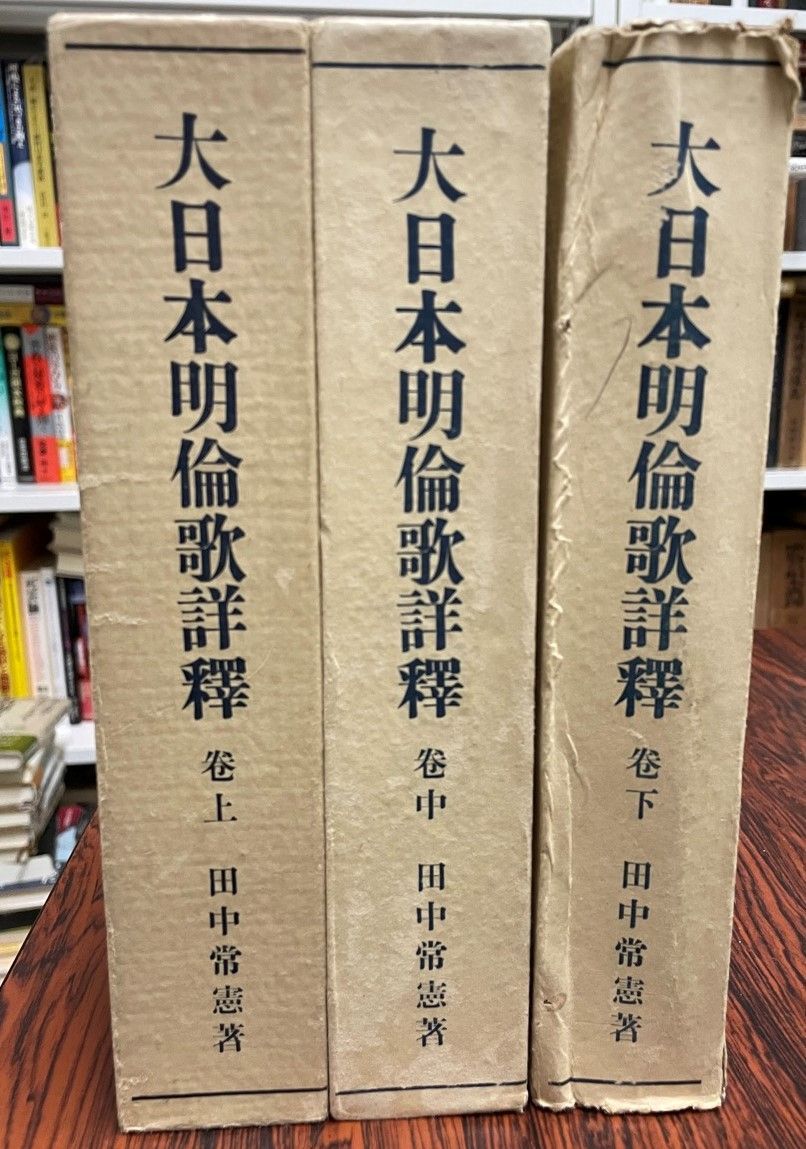 大日本明倫歌詳釋 卷上 田中常憲著
大日本明倫歌詳釋 卷中 田中常憲著
大日本明倫歌詳釋 卷下 田中常憲著